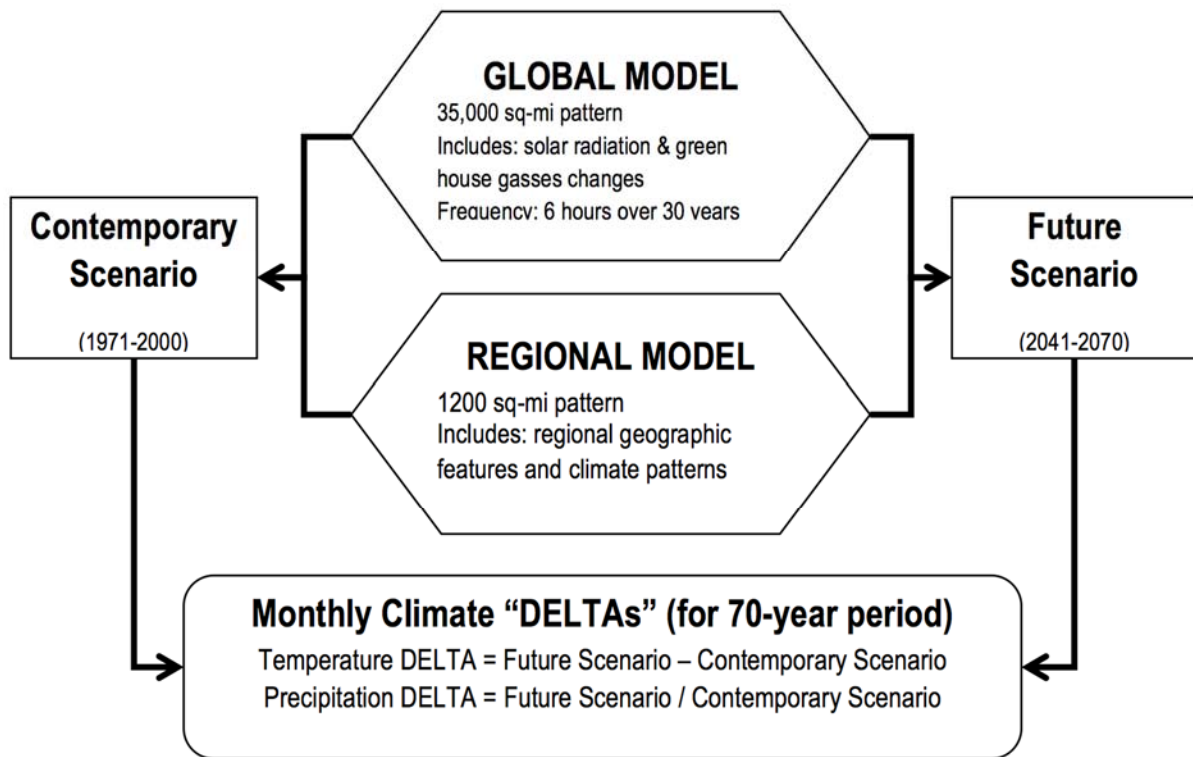 GLOBAL MODEL
35,000 sq-mi pattern
Includes: solar radiation & green
house gasses changes
Frequency: 6 hours over 30 years
Contemporary
Scenario
(1971-2000)
Future
Scenario
(2041-2070)
REGIONAL MODEL
1200 sq-mi pattern
Includes: regional geographic
features and climate patterns
Monthly Climate “DELTAs” (for 70-year period)
Temperature DELTA = Future Scenario – Contemporary Scenario
Precipitation DELTA = Future Scenario / Contemporary Scenario